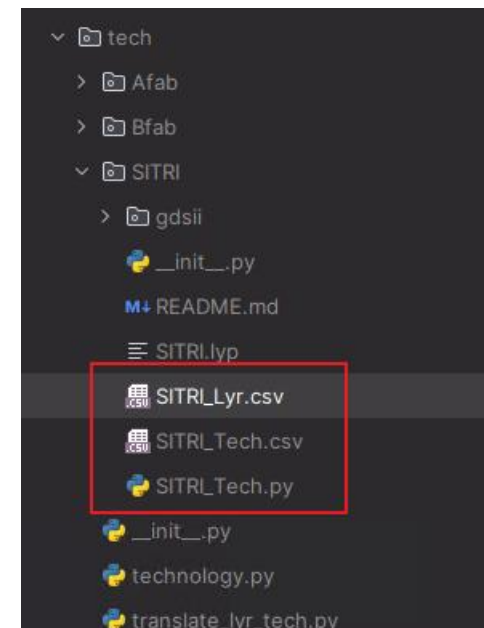 tech
Afab
Bfab
SITRI
gdsii
__init__.py
README.md
SITRI.lyp
SITRI_Lyr.csv
SITRI_Tech.csv
SITRI_Tech.py
__init__.py
technology.py
translate_lyr_tech.py